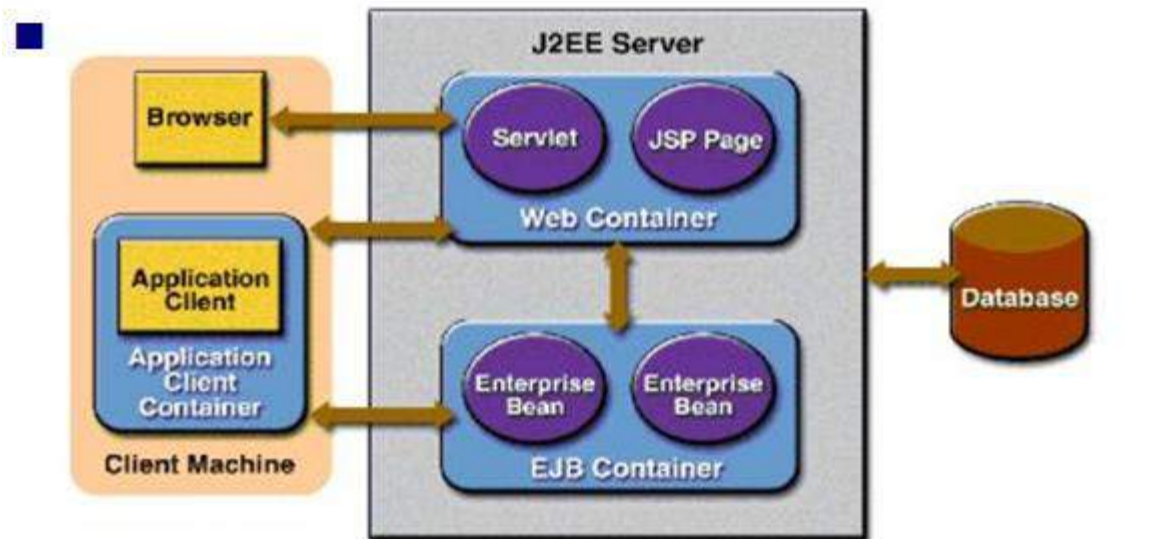 J2EE Server
Browser
Servlet
JSP Page
Web Container
Application
Client
Application
Client
Container
Client Machine
Enterprise
Bean
Enterprise
Bean
EJB Container
Database